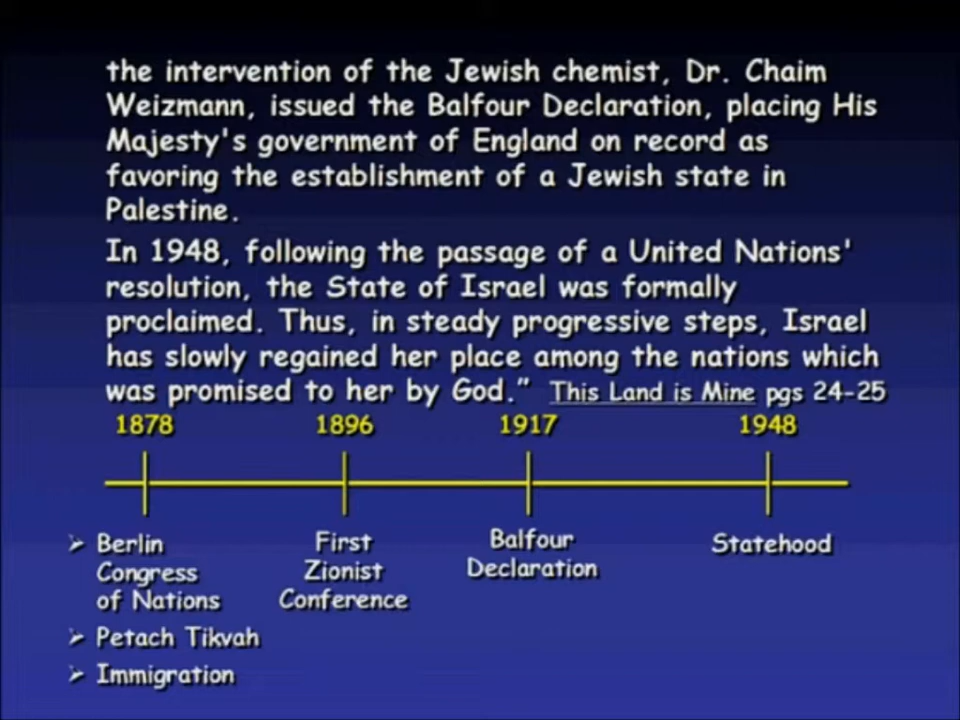 the intervention of the Jewish chemist, Dr. Chaim
Weizmann, issued the Balfour Declaration, placing His
Majesty's government of England on record as
favoring the establishment of a Jewish state in
Palestine.
In 1948, following the passage of a United Nations'
resolution, the State of Israel was formally
proclaimed. Thus, in steady progressive steps, Israel
has slowly regained her place among the nations which
was promised to her by God.” This Land is Mine pgs 24-25
1878 1896 1917 1948
➢ Berlin
Congress
of Nations
➢ Petach Tikvah
➢ Immigration
First
Zionist
Conference
Balfour
Declaration
Statehood